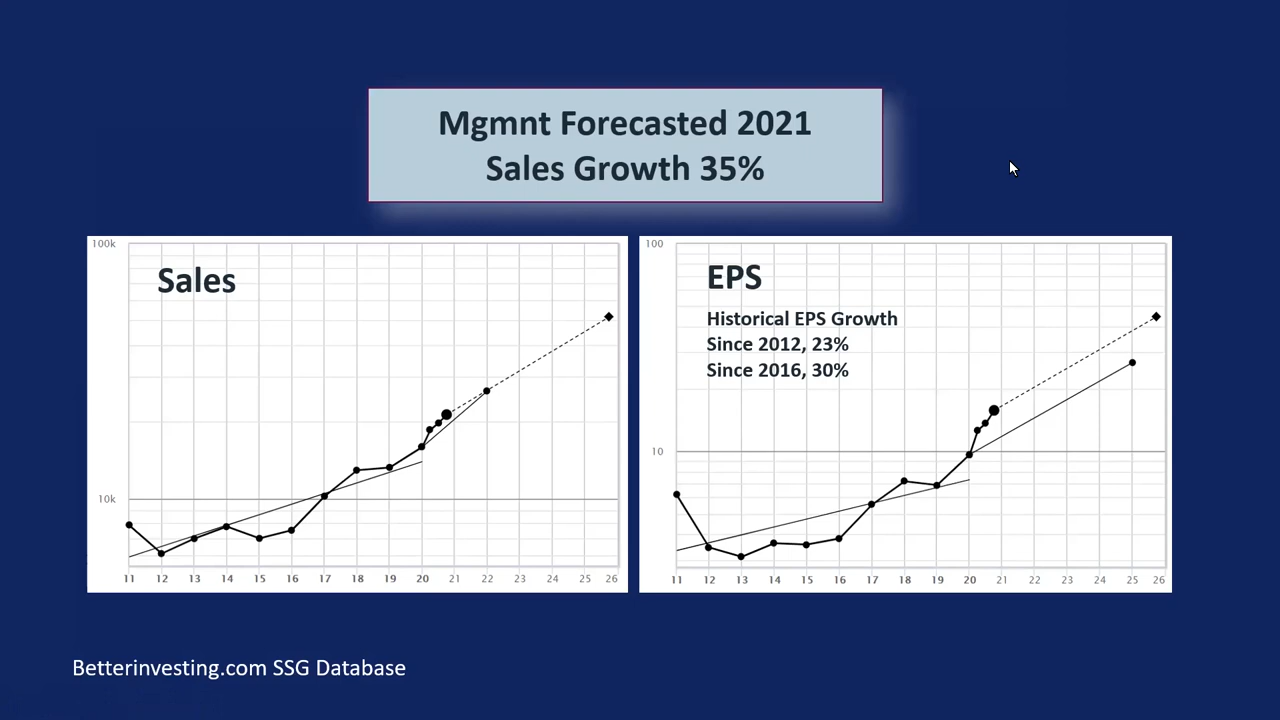 Mgmnt Forecasted 2021
Sales Growth 35%
100k
Sales
10k
11 12 13 14 15 16 17 18 19 20 21 22 23 24 25 26
100
EPS
Historical EPS Growth
Since 2012, 23%
Since 2016, 30%
10
11 12 13 14 15 16 17 18 19 20 21 22 23 24 25 26
Betterinvesting.com SSG Database